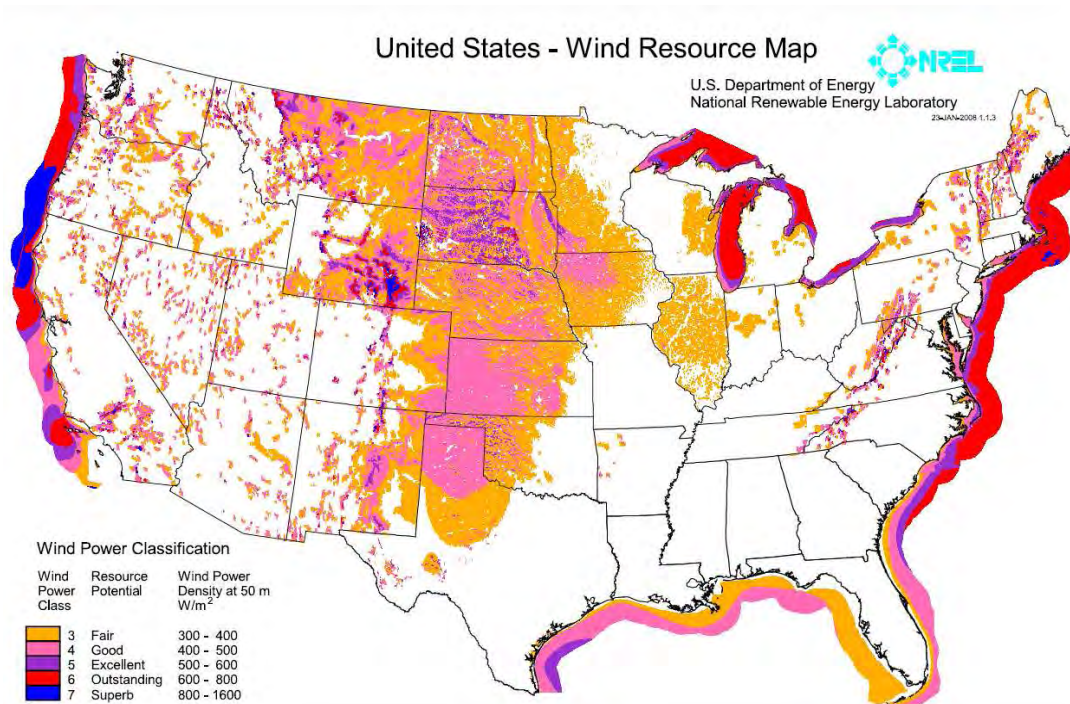 United States - Wind Resource Map
NREL
U.S. Department of Energy
National Renewable Energy Laboratory
23-JAN-2008 1.1.3
Wind Power Classification
Wind Power Class
Resource Potential
Wind Power Density at 50 m W/m²
3 Fair 300 - 400
4 Good 400 - 500
5 Excellent 500 - 600
6 Outstanding 600 - 800
7 Superb 800 - 1600